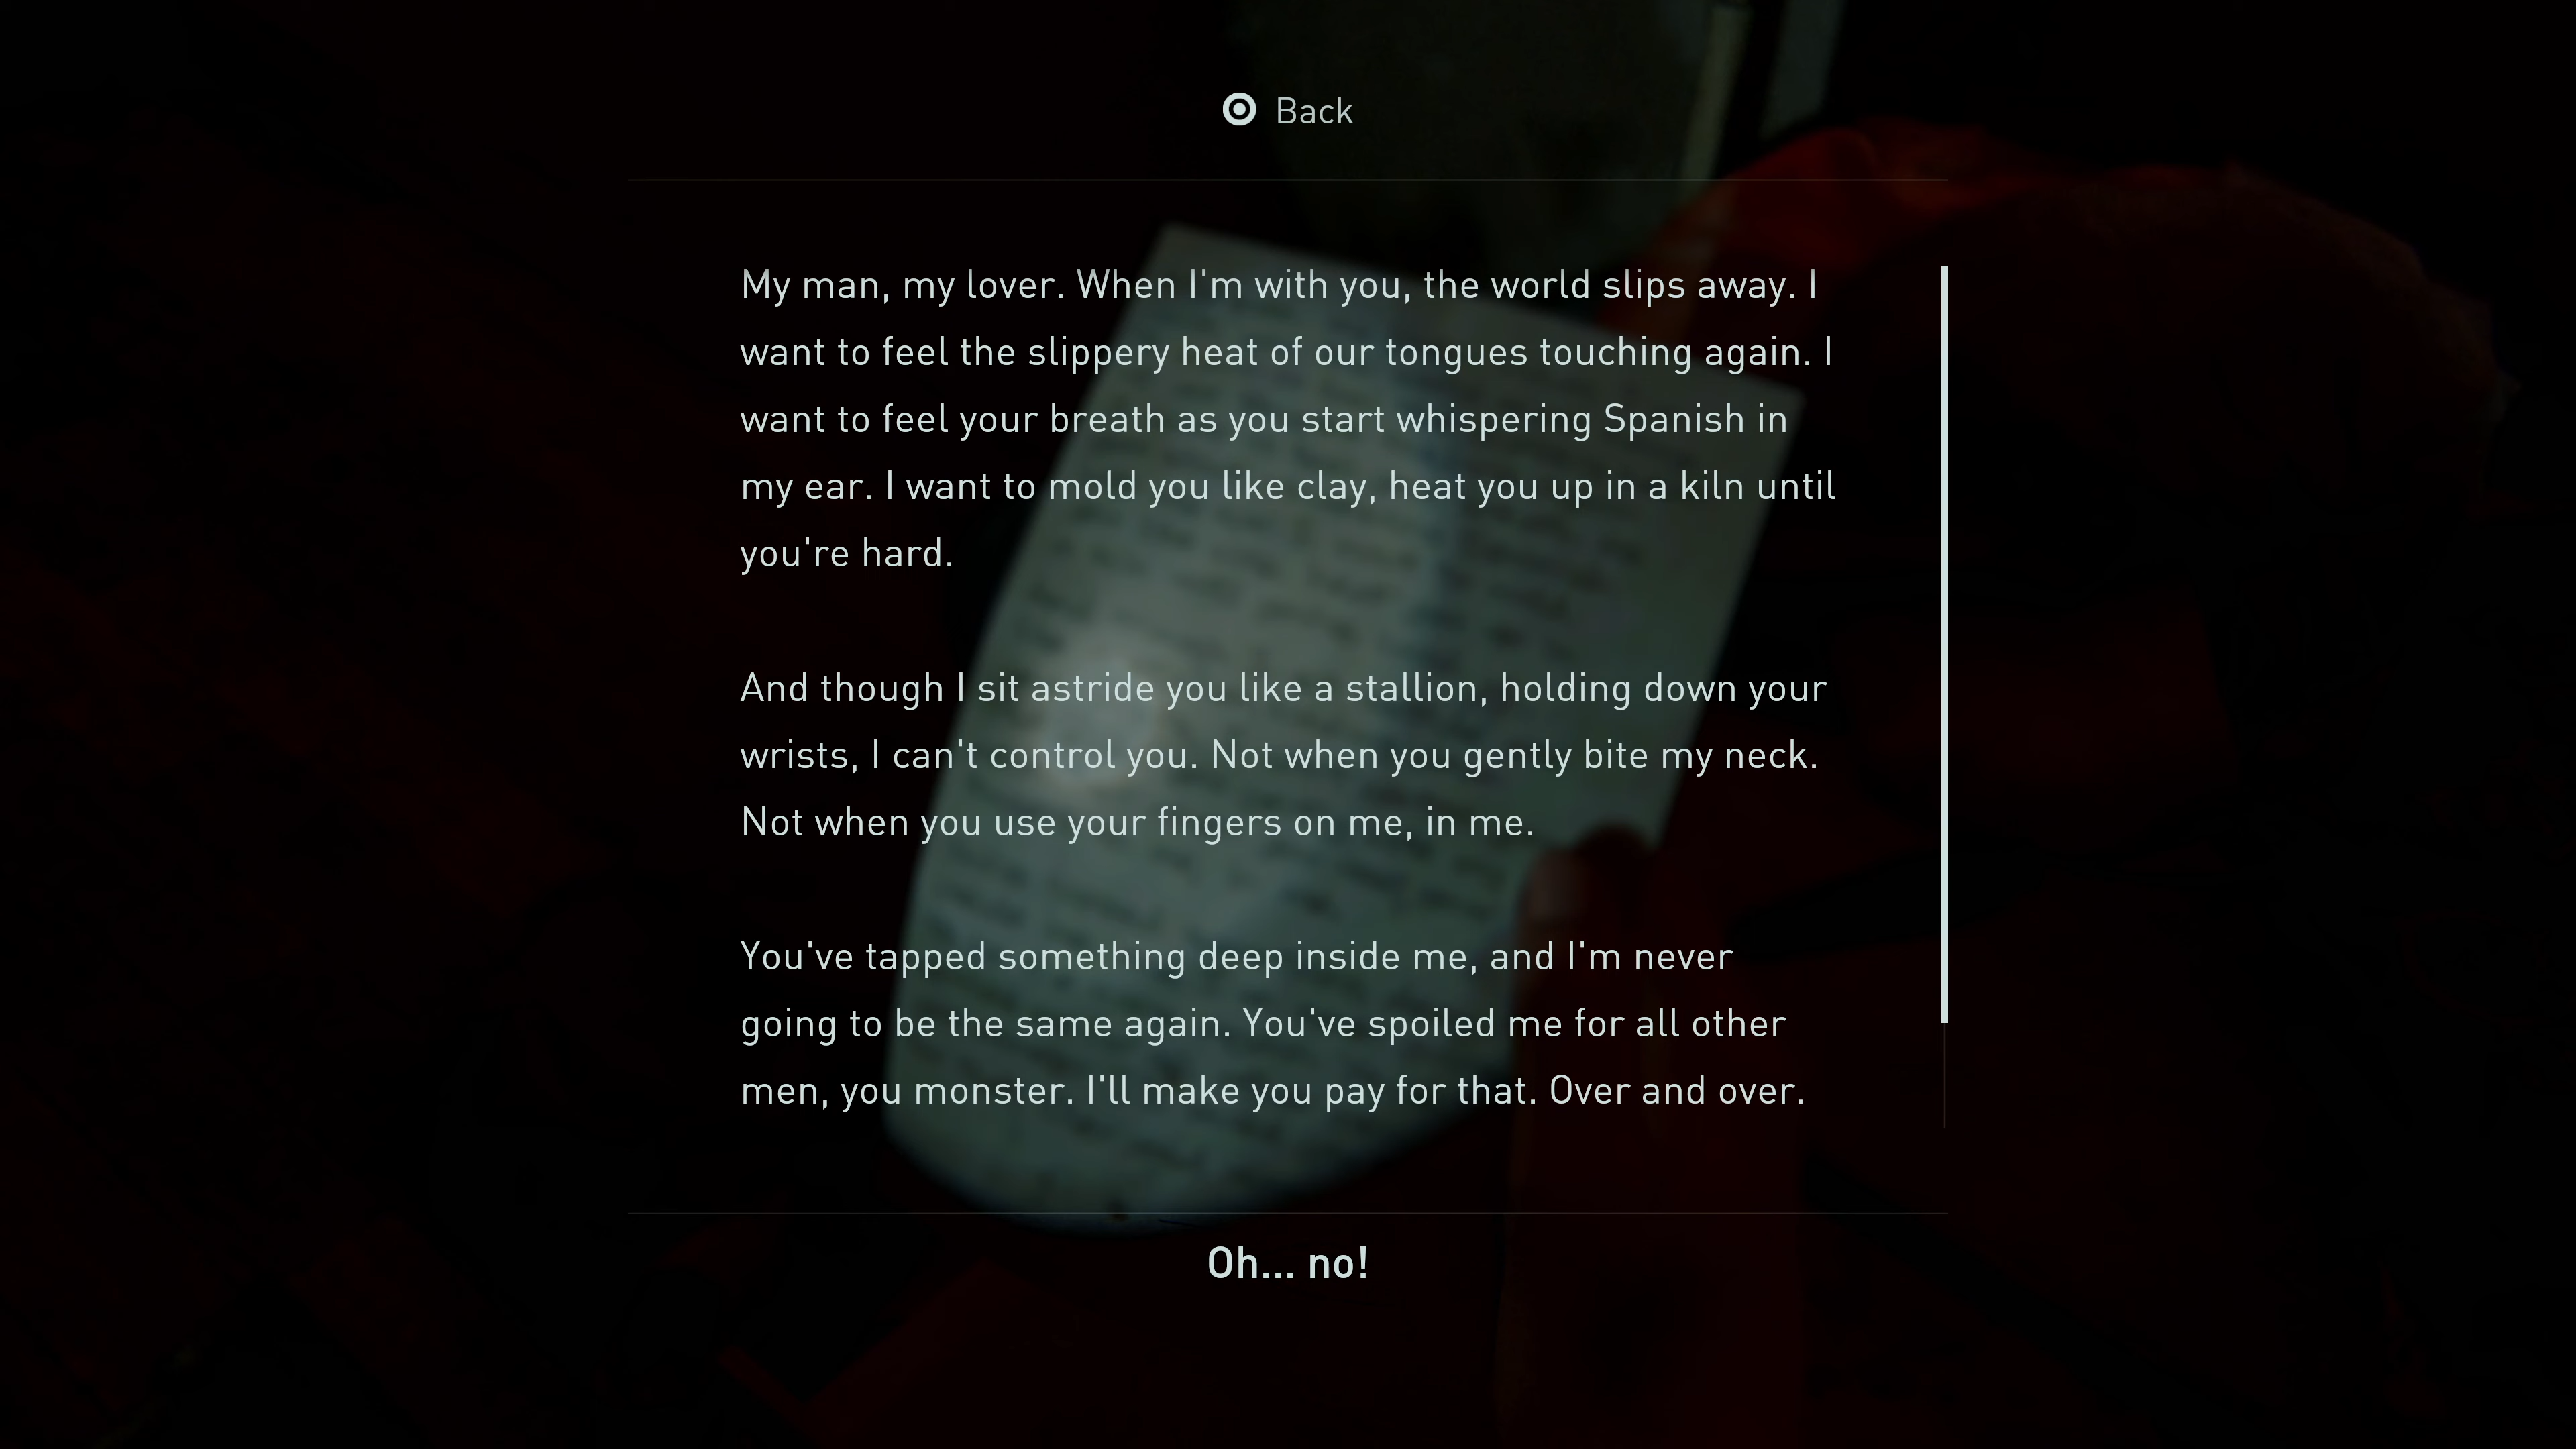 Back
My man, my lover. When I'm with you, the world slips away. I
want to feel the slippery heat of our tongues touching again. I
want to feel your breath as you start whispering Spanish in
my ear. I want to mold you like clay, heat you up in a kiln until
you're hard.
And though I sit astride you like a stallion, holding down your
wrists, I can't control you. Not when you gently bite my neck.
Not when you use your fingers on me, in me.
You've tapped something deep inside me, and I'm never
going to be the same again. You've spoiled me for all other
men, you monster. I'll make you pay for that. Over and over.
Oh... no!